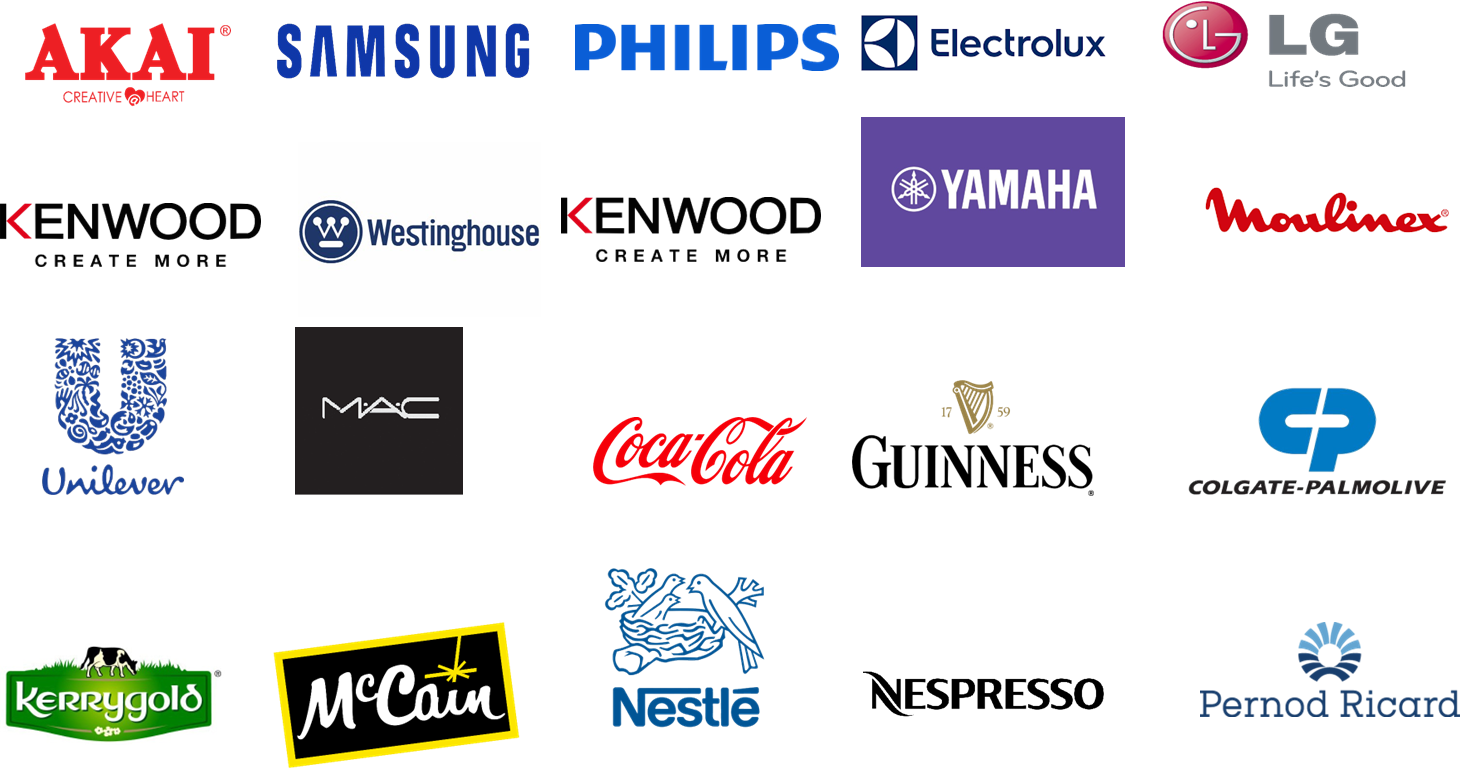 AKAI®
CREATIVE @ HEART
SAMSUNG
PHILIPS
Electrolux
LG
Life's Good
KENWOOD
CREATE MORE
Westinghouse
KENWOOD
CREATE MORE
YAMAHA
Moulinex®
Unilever
M·A·C
Coca-Cola
17 59
GUINNESS®
COLGATE-PALMOLIVE
kerrygold®
McCain
Nestlé
NESPRESSO
Pernod Ricard